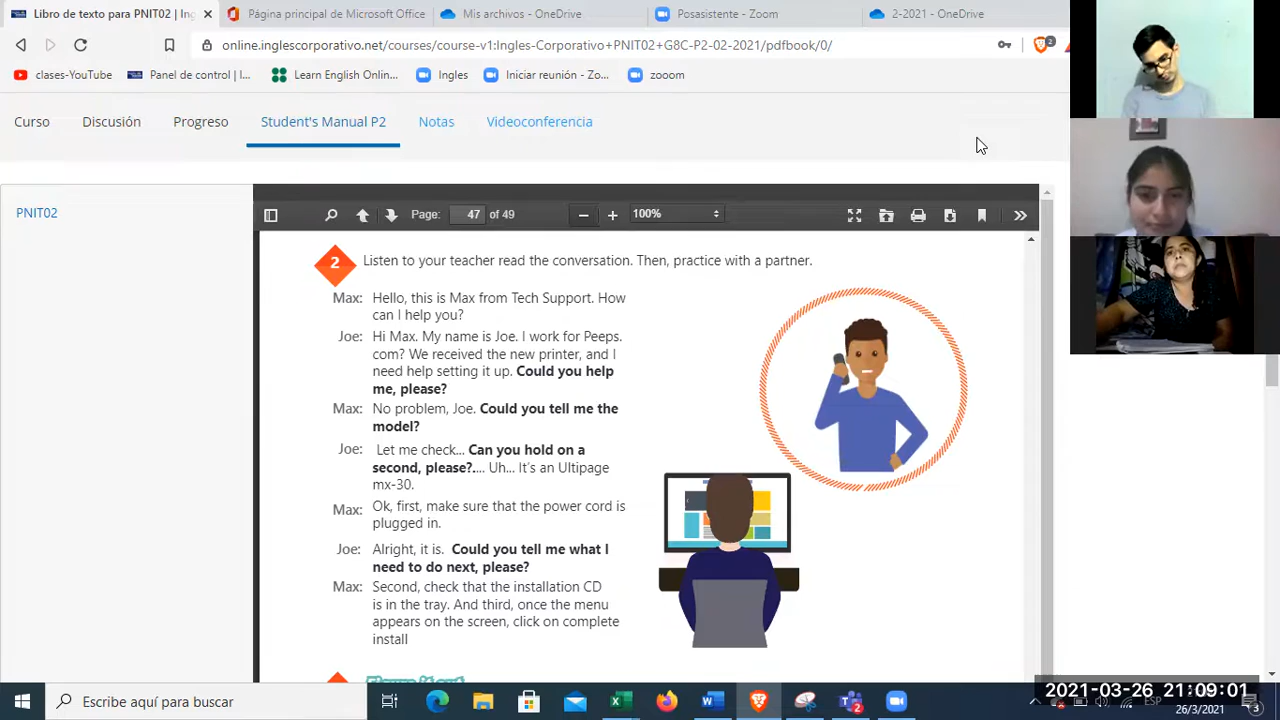 Libro de texto para PNIT02 | Ing
Página principal de Microsoft Office
Mis archivos - OneDrive
Posasistente - Zoom
2-2021 - OneDrive
online.inglescorporativo.net/courses/course-v1:Ingles-Corporativo+PNIT02+G8C-P2-02-2021/pdfbook/0/
2
clases-YouTube
Panel de control | I...
Learn English Onlin...
Ingles
Iniciar reunión - Zo...
zooom
Curso
Discusión
Progreso
Student's Manual P2
Notas
Videoconferencia
PNIT02
Page: 47 of 49
100%
2 Listen to your teacher read the conversation. Then, practice with a partner.
Max: Hello, this is Max from Tech Support. How
can I help you?
Joe: Hi Max. My name is Joe. I work for Peeps.
com? We received the new printer, and I
need help setting it up. Could you help
me, please?
Max: No problem, Joe. Could you tell me the
model?
Joe: Let me check... Can you hold on a
second, please?.... Uh... It's an Ultipage
mx-30.
Max: Ok, first, make sure that the power cord is
plugged in.
Joe: Alright, it is. Could you tell me what I
need to do next, please?
Max: Second, check that the installation CD
is in the tray. And third, once the menu
appears on the screen, click on complete
install
Escribe aquí para buscar
2
2021-03-26 21:09:01
ESP
26/3/2021
3